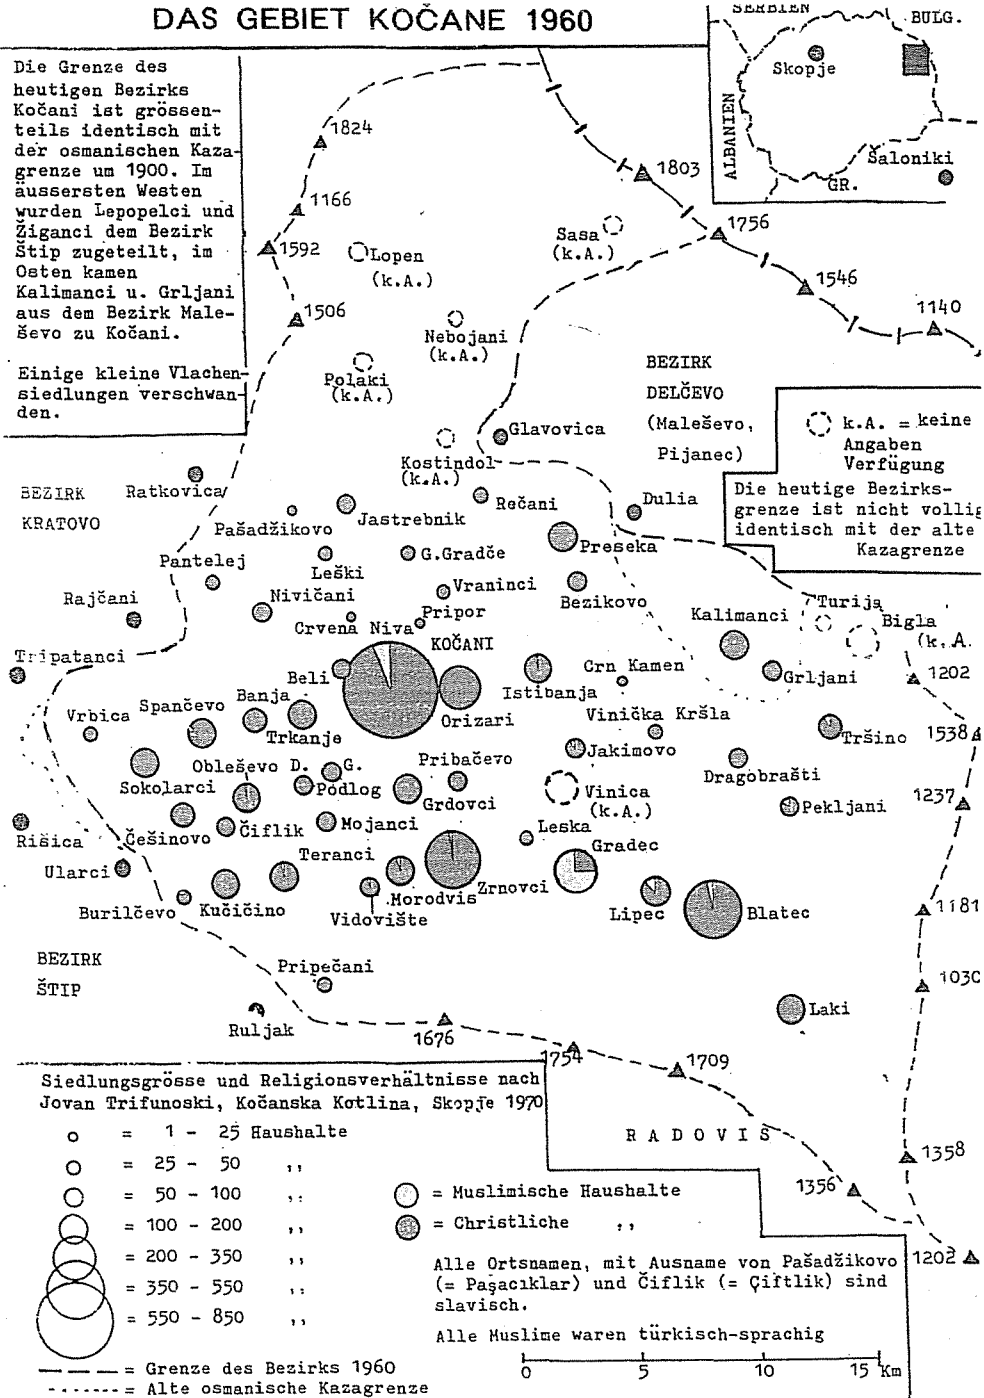 DAS GEBIET KOČANE 1960
SERBIEN
BULG.
Skopje
ALBANIEN
Saloniki
GR.
Die Grenze des
heutigen Bezirks
Kočani ist grössen-
teils identisch mit
der osmanischen Kaza-
grenze um 1900. Im
äussersten Westen
wurden Lepopelci und
Žiganci dem Bezirk
Štip zugeteilt, im
Osten kamen
Kalimanci u. Grljani
aus dem Bezirk Male-
ševo zu Kočani.
Einige kleine Vlachen-
siedlungen verschwan-
den.
1824
1166
1592
1506
1803
1756
1546
1140
Sasa
(k.A.)
Lopen
(k.A.)
Nebojani
(k.A.)
Polaki
(k.A.)
BEZIRK
DELČEVO
(Maleševo,
Pijanec)
k.A. = keine
Angaben
Verfügung
Die heutige Bezirks-
grenze ist nicht vollig
identisch mit der alte
Kazagrenze
Glavovica
Kostindol
(k.A.)
BEZIRK
KRATOVO
Ratkovica
Pašadžikovo
Jastrebnik
Rečani
Dulia
Preseka
Pantelej
Leški
G.Gradče
Rajčani
Nivičani
Vraninci
Bezikovo
Pripor
Crvena Niva
KOČANI
Kalimanci
Turija
Bigla
(k.A.
Tripatanci
Beli
Istibanja
Crn Kamen
Grljani
1202
Vrbica
Spančevo
Banja
Trkanje
Orizari
Vinička Kršla
Jakimovo
Tršino
1538
Sokolarci
Obleševo
D.
G.
Podlog
Pribačevo
Grdovci
Dragobrašti
Vinica
(k.A.)
Pekljani
1237
Rišica
Češinovo
Čiflik
Mojanci
Leska
Gradec
Ularci
Teranci
Morodvis
Zrnovci
Burilčevo
Kučičino
Vidovište
Lipec
Blatec
1181
BEZIRK
ŠTIP
Pripečani
1030
Ruljak
Laki
1676
1754
1709
Siedlungsgrösse und Religionsverhältnisse nach
Jovan Trifunoski, Kočanska Kotlina, Skopje 1970
= 1 - 25 Haushalte
= 25 - 50 ,,
= 50 - 100 ,,
= 100 - 200 ,,
= 200 - 350 ,,
= 350 - 550 ,,
= 550 - 850 ,,
RADOVIS
1358
1356
1202
= Muslimische Haushalte
= Christliche ,,
Alle Ortsnamen, mit Ausname von Pašadžikovo
(= Paşacıklar) und Čiflik (= Çiftlik) sind
slavisch.
Alle Muslime waren türkisch-sprachig
= Grenze des Bezirks 1960
= Alte osmanische Kazagrenze
0 5 10 15 Km